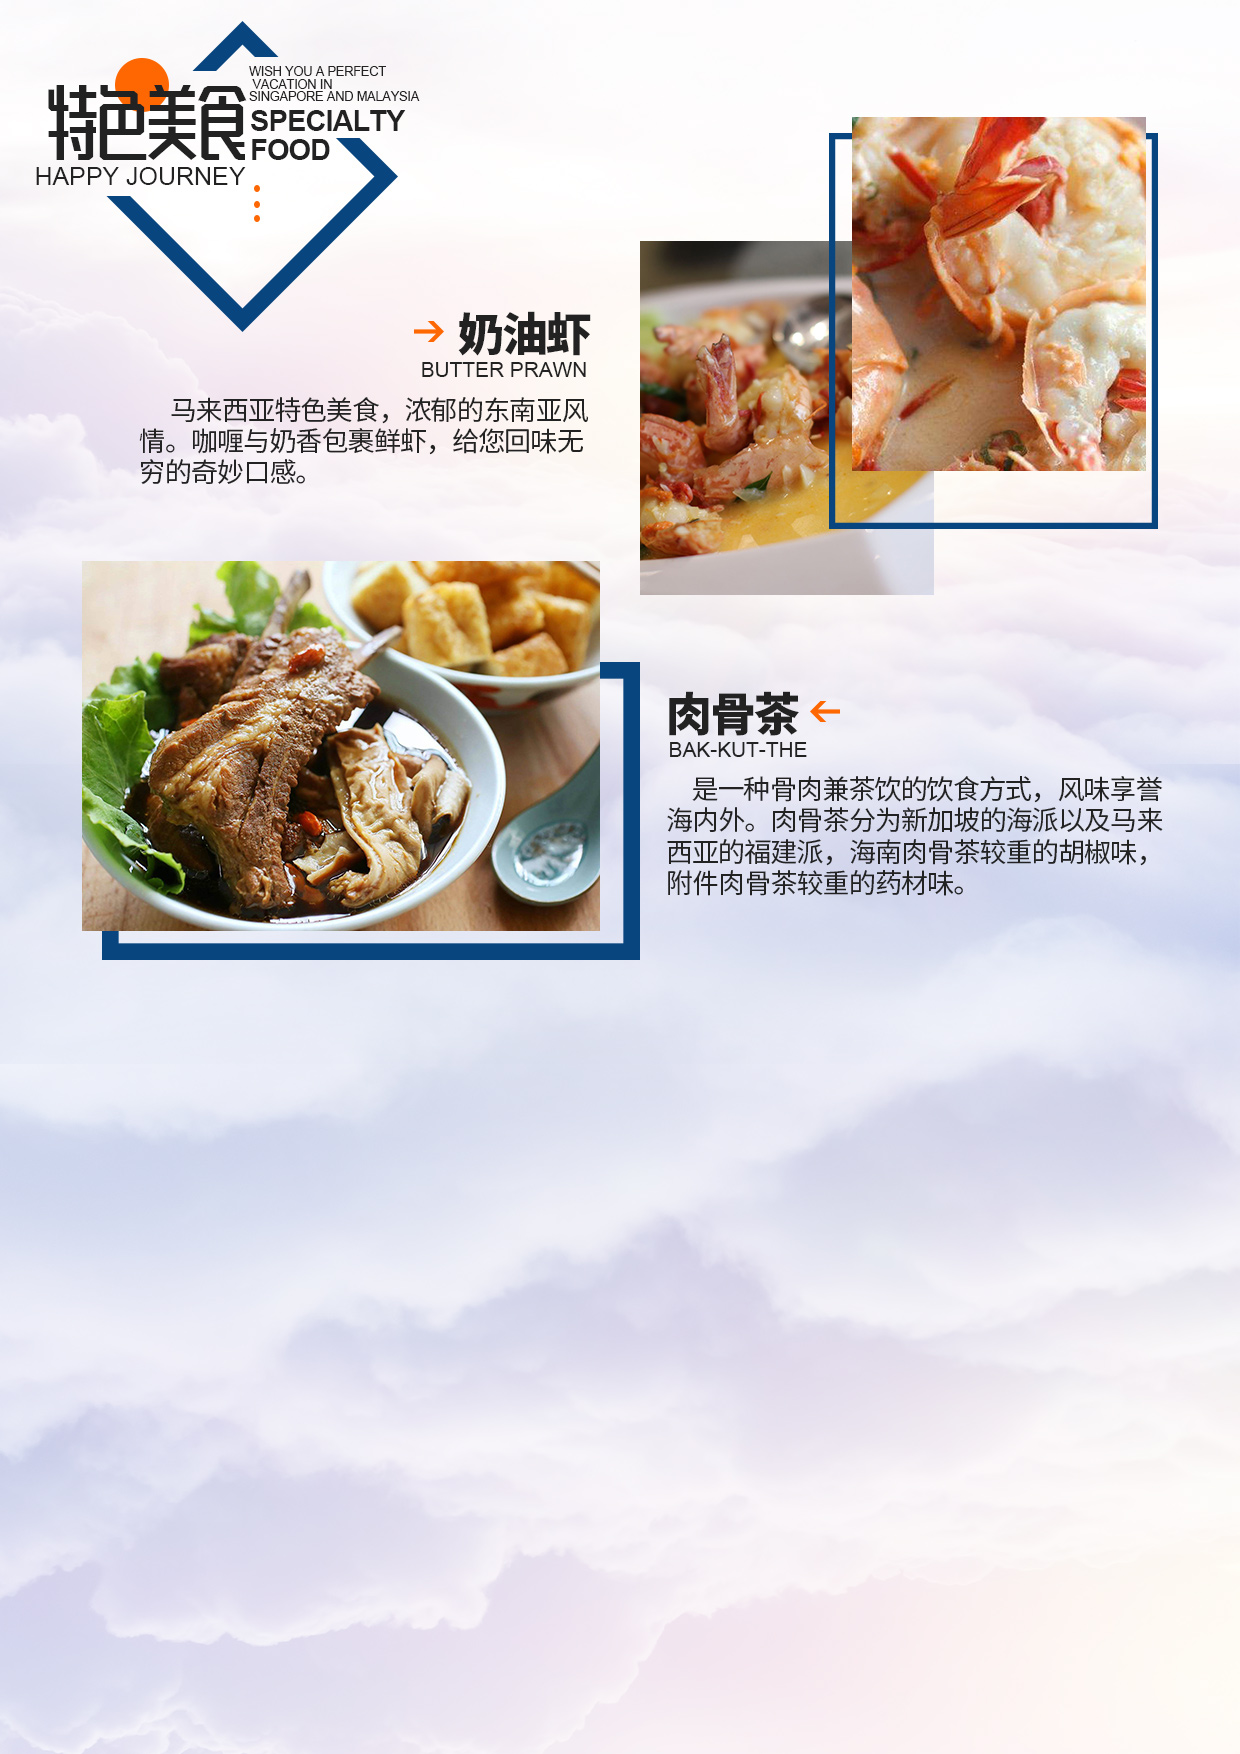 WISH YOU A PERFECT
VACATION IN
SINGAPORE AND MALAYSIA
特色美食
SPECIALTY
FOOD
HAPPY JOURNEY
奶油虾
BUTTER PRAWN
马来西亚特色美食，浓郁的东南亚风
情。咖喱与奶香包裹鲜虾，给您回味无
穷的奇妙口感。
肉骨茶
BAK-KUT-THE
是一种骨肉兼茶饮的饮食方式，风味享誉
海内外。肉骨茶分为新加坡的海派以及马来
西亚的福建派，海南肉骨茶较重的胡椒味，
附件肉骨茶较重的药材味。